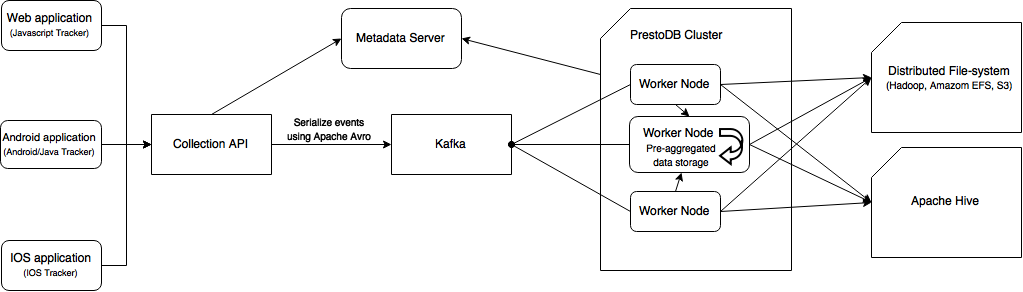 Web application
(Javascript Tracker)
Metadata Server
PrestoDB Cluster
Distributed File-system
(Hadoop, Amazom EFS, S3)
Worker Node
Android application
(Android/Java Tracker)
Collection API
Serialize events
using Apache Avro
Kafka
Worker Node
Pre-aggregated
data storage
Worker Node
Apache Hive
IOS application
(IOS Tracker)